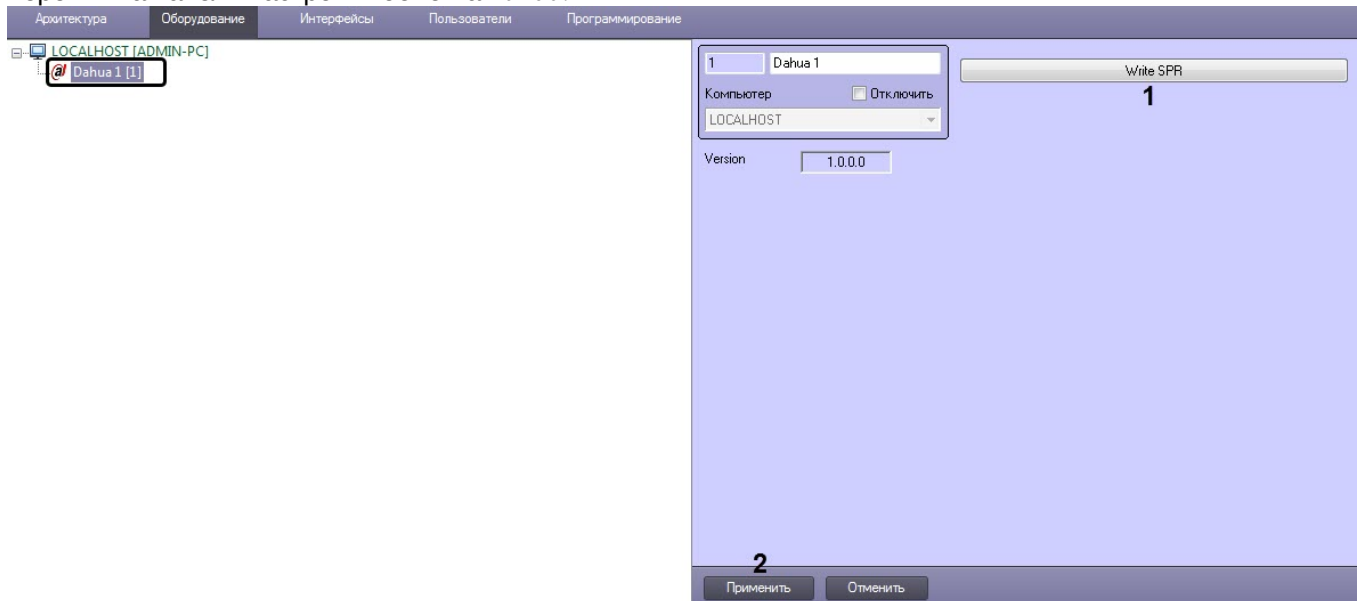 Архитектура Оборудование Интерфейсы Пользователи Программирование
LOCALHOST [ADMIN-PC]
Dahua 1 [1]
1 Dahua 1
Write SPR
1
Компьютер Отключить
LOCALHOST
Version 1.0.0.0
2
Применить Отменить